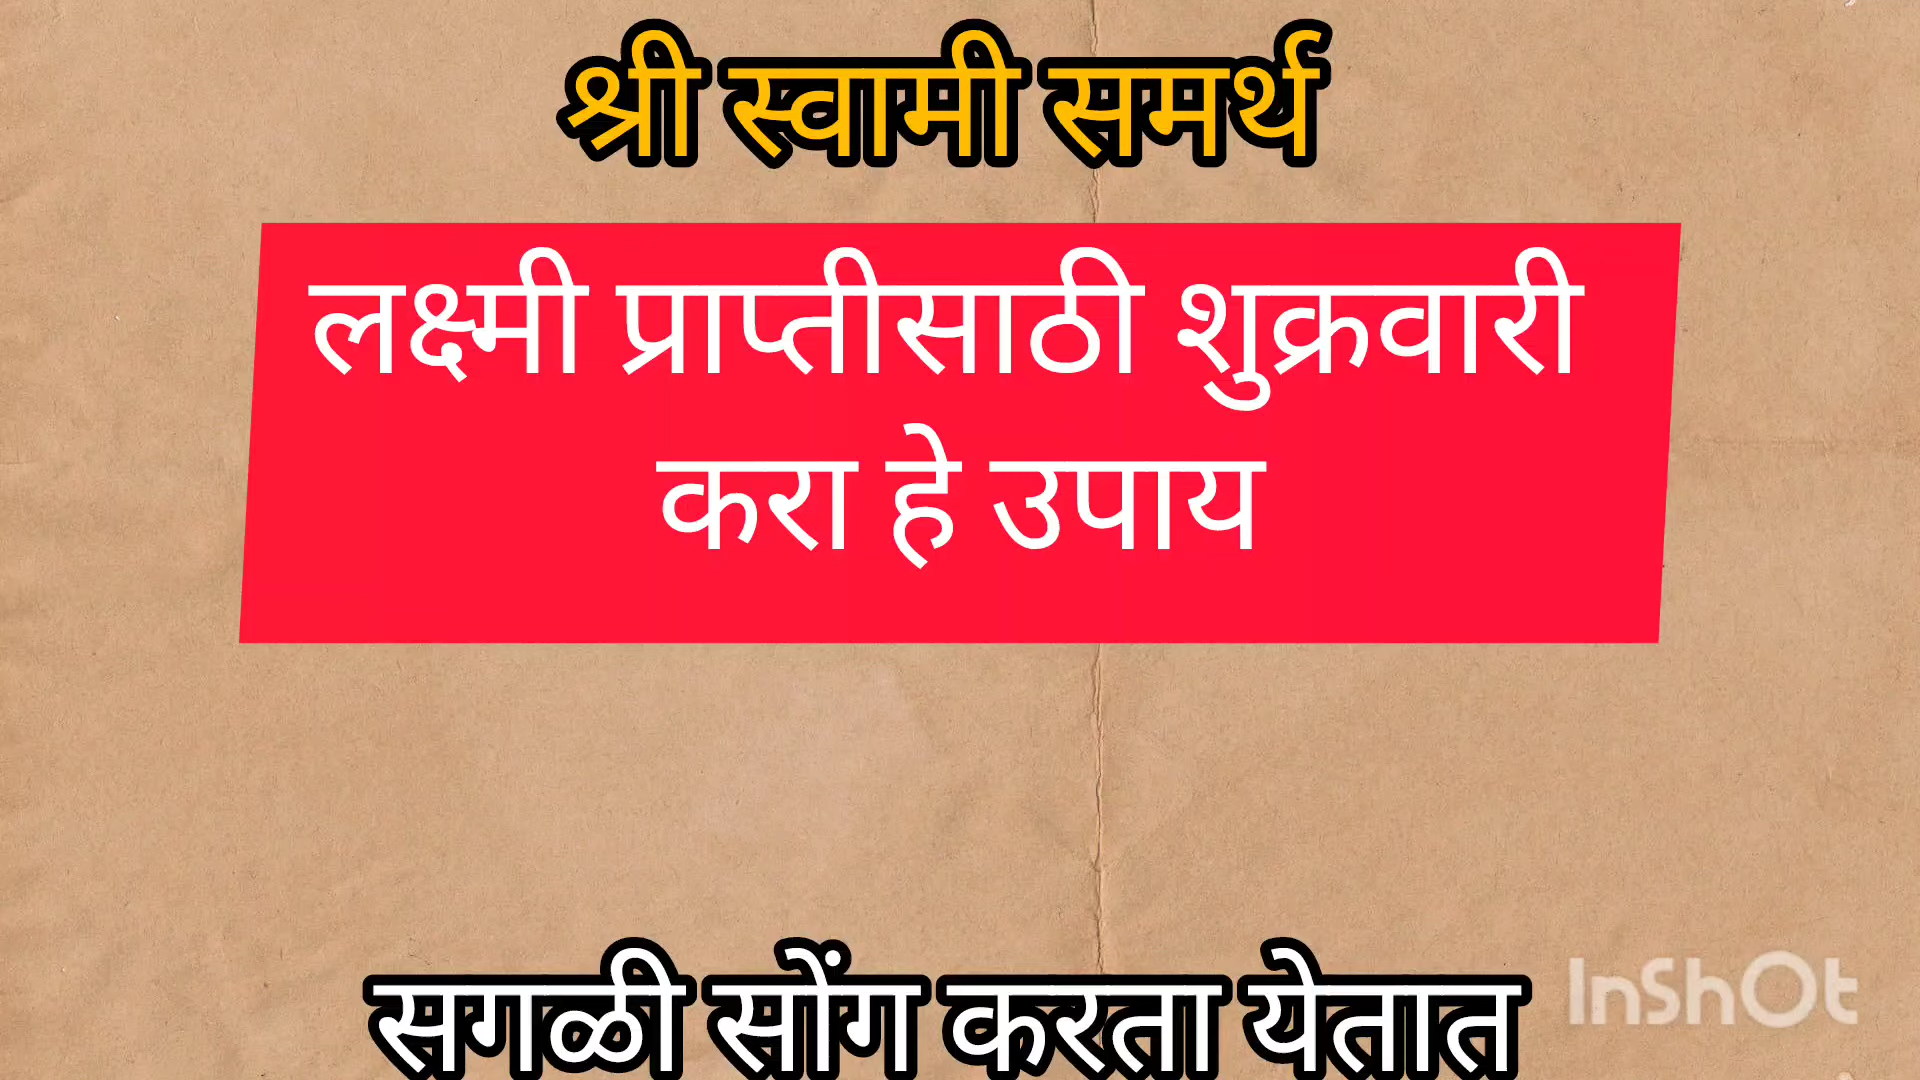 श्री स्वामी समर्थ
लक्ष्मी प्राप्तीसाठी शुक्रवारी
करा हे उपाय
सगळी सोंग करता येतात
InShOt